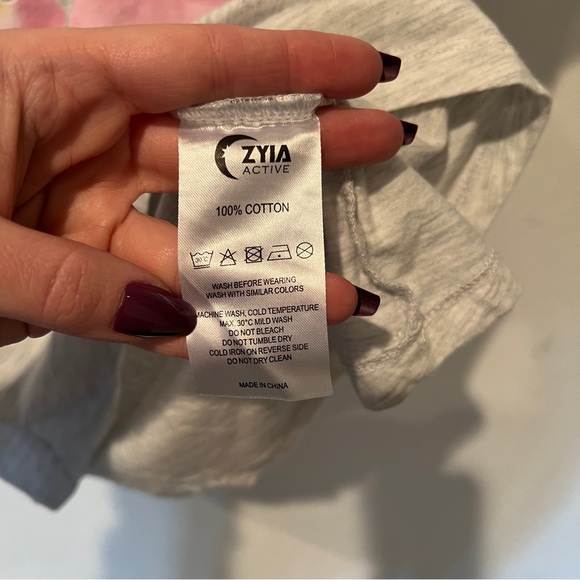 ZYIA
ACTIVE
100% COTTON
30°C
WASH BEFORE WEARING
WASH WITH SIMILAR COLORS
MACHINE WASH, COLD TEMPERATURE
MAX. 30°C MILD WASH
DO NOT BLEACH
DO NOT TUMBLE DRY
COLD IRON ON REVERSE SIDE
DO NOT DRY CLEAN
MADE IN CHINA